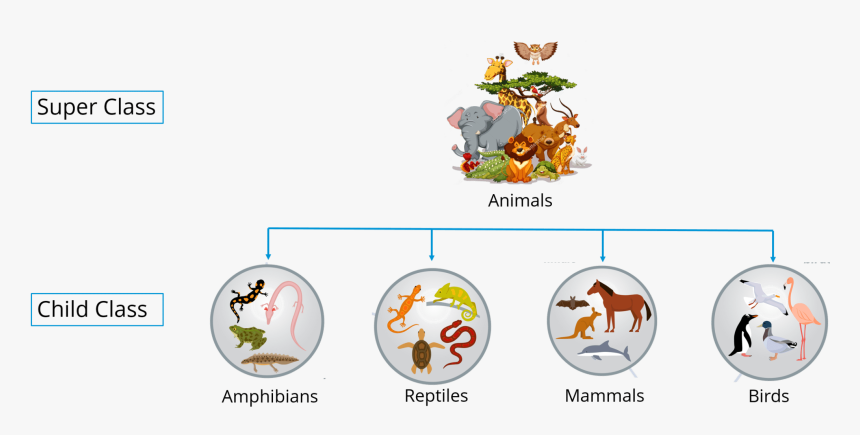 Super Class
Animals
Child Class
Amphibians
Reptiles
Mammals
Birds